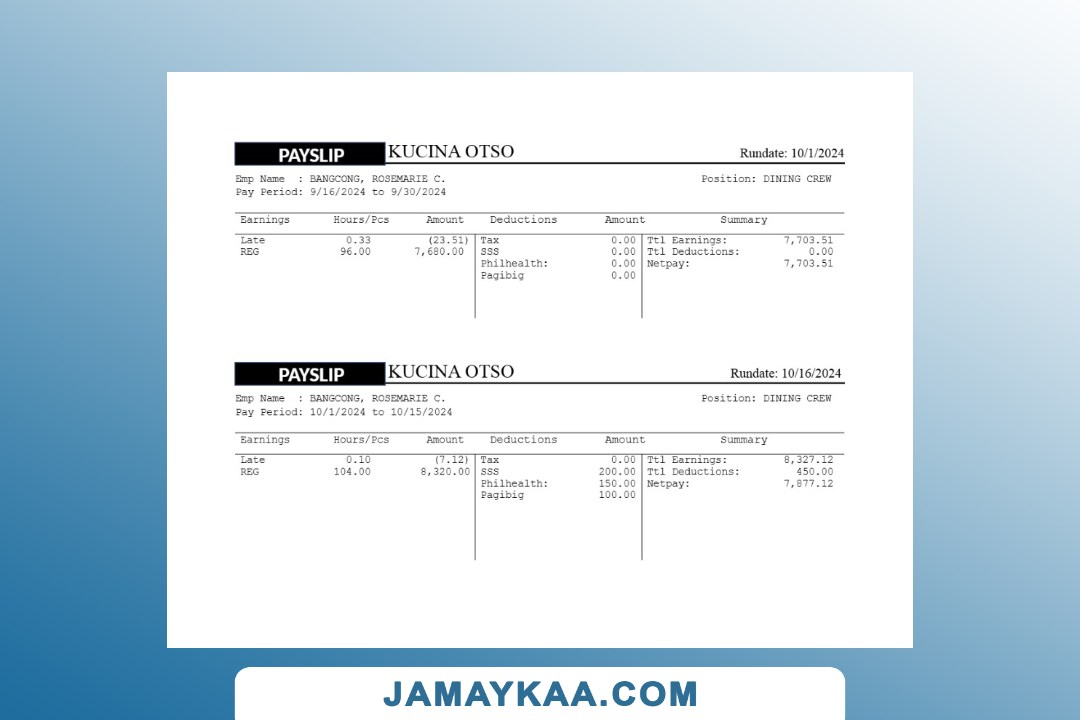 PAYSLIP KUCINA OTSO Rundate: 10/1/2024
Emp Name : BANGCONG, ROSEMARIE C. Position: DINING CREW
Pay Period: 9/16/2024 to 9/30/2024
Earnings Hours/Pcs Amount Deductions Amount Summary
Late 0.33 (23.51) Tax 0.00 Ttl Earnings: 7,703.51
REG 96.00 7,680.00 SSS 0.00 Ttl Deductions: 0.00
Philhealth: 0.00 Netpay: 7,703.51
Pagibig 0.00
PAYSLIP KUCINA OTSO Rundate: 10/16/2024
Emp Name : BANGCONG, ROSEMARIE C. Position: DINING CREW
Pay Period: 10/1/2024 to 10/15/2024
Earnings Hours/Pcs Amount Deductions Amount Summary
Late 0.10 (7.12) Tax 0.00 Ttl Earnings: 8,327.12
REG 104.00 8,320.00 SSS 200.00 Ttl Deductions: 450.00
Philhealth: 150.00 Netpay: 7,877.12
Pagibig 100.00
JAMAYKAA.COM